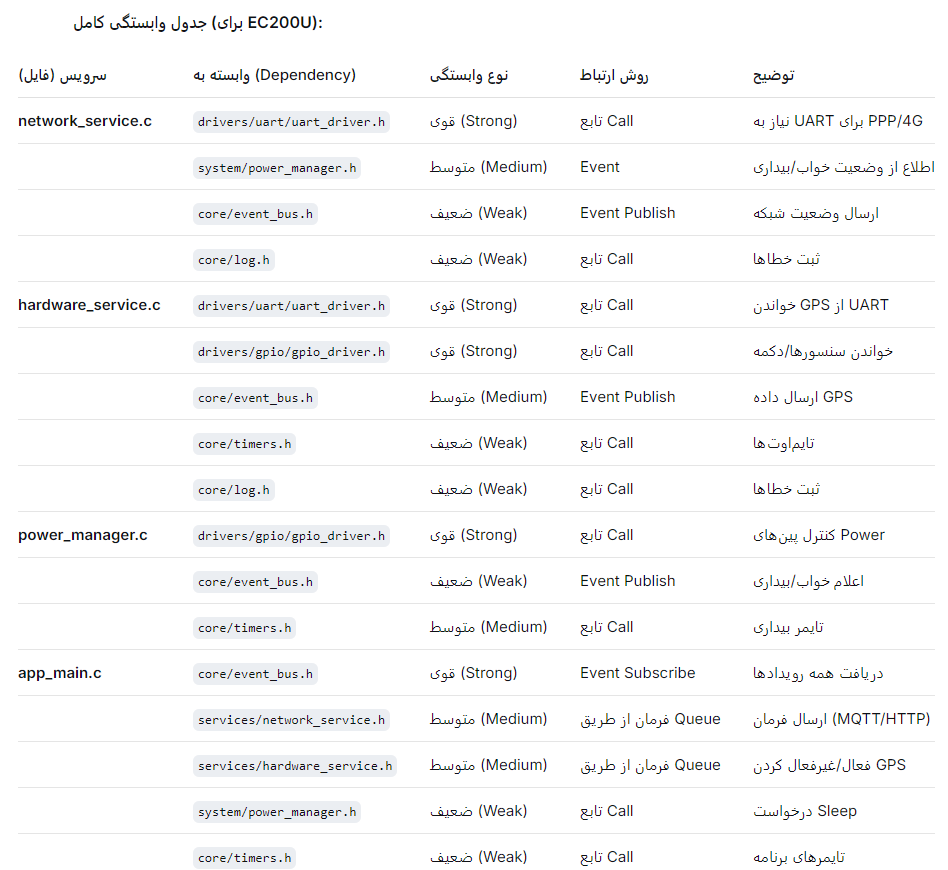 جدول وابستگی کامل (برای EC200U):
سرویس (فایل) وابسته به (Dependency) نوع وابستگی روش ارتباط توضیح
network_service.c drivers/uart/uart_driver.h قوی (Strong) تابع Call نیاز به UART برای PPP/4G
system/power_manager.h متوسط (Medium) Event اطلاع از وضعیت خواب/بیداری
core/event_bus.h ضعیف (Weak) Event Publish ارسال وضعیت شبکه
core/log.h ضعیف (Weak) تابع Call ثبت خطاها
hardware_service.c drivers/uart/uart_driver.h قوی (Strong) تابع Call خواندن GPS از UART
drivers/gpio/gpio_driver.h قوی (Strong) تابع Call خواندن سنسورها/دکمه
core/event_bus.h متوسط (Medium) Event Publish ارسال داده GPS
core/timers.h ضعیف (Weak) تابع Call تایم‌اوت‌ها
core/log.h ضعیف (Weak) تابع Call ثبت خطاها
power_manager.c drivers/gpio/gpio_driver.h قوی (Strong) تابع Call کنترل پین‌های Power
core/event_bus.h ضعیف (Weak) Event Publish اعلام خواب/بیداری
core/timers.h متوسط (Medium) تابع Call تایمر بیداری
app_main.c core/event_bus.h قوی (Strong) Event Subscribe دریافت همه رویدادها
services/network_service.h متوسط (Medium) فرمان از طریق Queue ارسال فرمان (MQTT/HTTP)
services/hardware_service.h متوسط (Medium) فرمان از طریق Queue فعال/غیرفعال کردن GPS
system/power_manager.h ضعیف (Weak) تابع Call درخواست Sleep
core/timers.h ضعیف (Weak) تابع Call تایمرهای برنامه